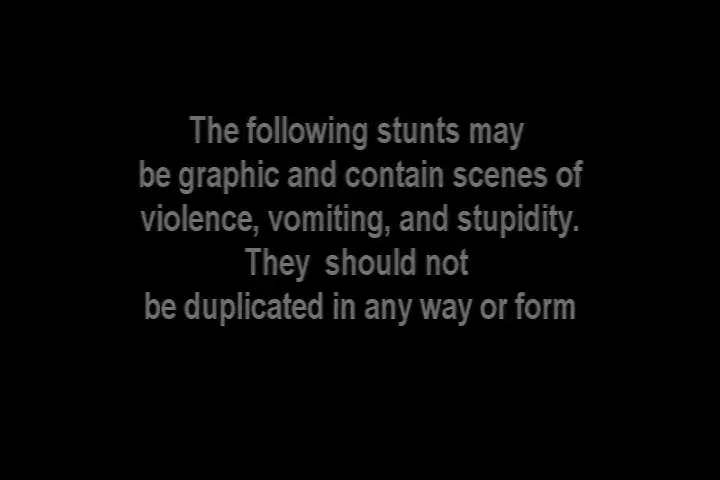 The following stunts may
be graphic and contain scenes of
violence, vomiting, and stupidity.
They  should not
be duplicated in any way or form